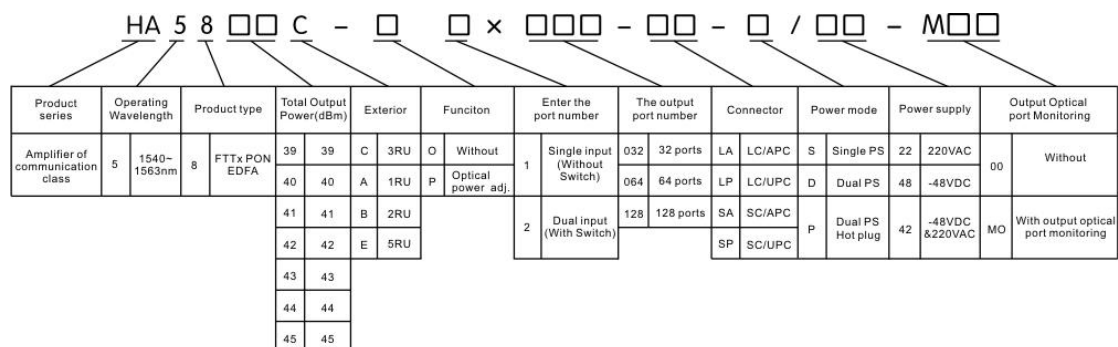 HA 5 8 □□ C - □ □ × □□□ - □□ - □ / □□ - M□□
Product series
Operating Wavelength
Product type
Total Output Power(dBm)
Exterior
Funciton
Enter the port number
The output port number
Connector
Power mode
Power supply
Output Optical port Monitoring
Amplifier of communication class
5 1540~1563nm
8 FTTx PON EDFA
39 39
40 40
41 41
42 42
43 43
44 44
45 45
C 3RU
A 1RU
B 2RU
E 5RU
O Without
P Optical power adj.
1 Single input (Without Switch)
2 Dual input (With Switch)
032 32 ports
064 64 ports
128 128 ports
LA LC/APC
LP LC/UPC
SA SC/APC
SP SC/UPC
S Single PS
D Dual PS
P Dual PS Hot plug
22 220VAC
48 -48VDC
42 -48VDC &220VAC
00 Without
MO With output optical port monitoring